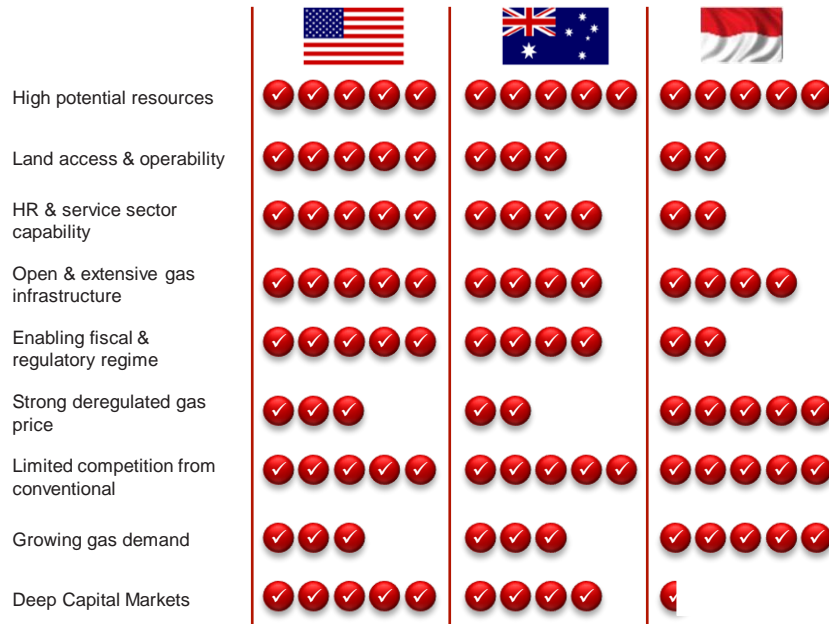 High potential resources
Land access & operability
HR & service sector
capability
Open & extensive gas
infrastructure
Enabling fiscal &
regulatory regime
Strong deregulated gas
price
Limited competition from
conventional
Growing gas demand
Deep Capital Markets